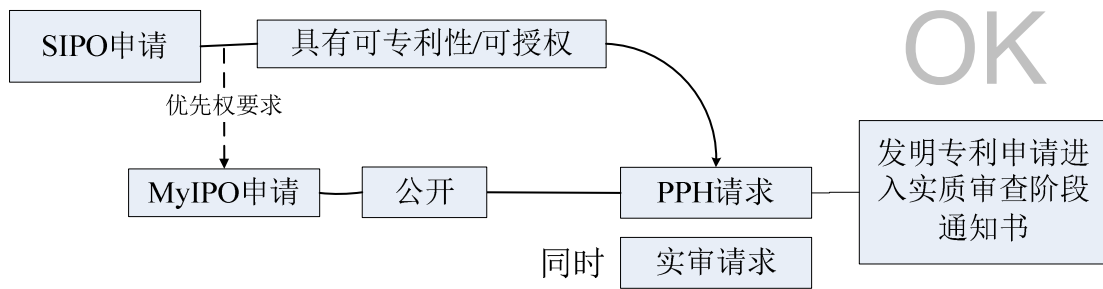 SIPO申请
具有可专利性/可授权
OK
优先权要求
MyIPO申请
公开
PPH请求
发明专利申请进
入实质审查阶段
通知书
同时
实审请求